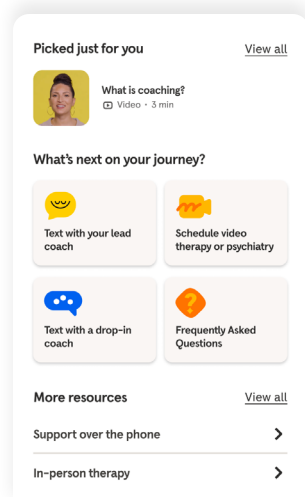 Picked just for you
View all
What is coaching?
Video • 3 min
What's next on your journey?
Text with your lead
coach
Schedule video
therapy or psychiatry
Text with a drop-in
coach
Frequently Asked
Questions
More resources
View all
Support over the phone
In-person therapy